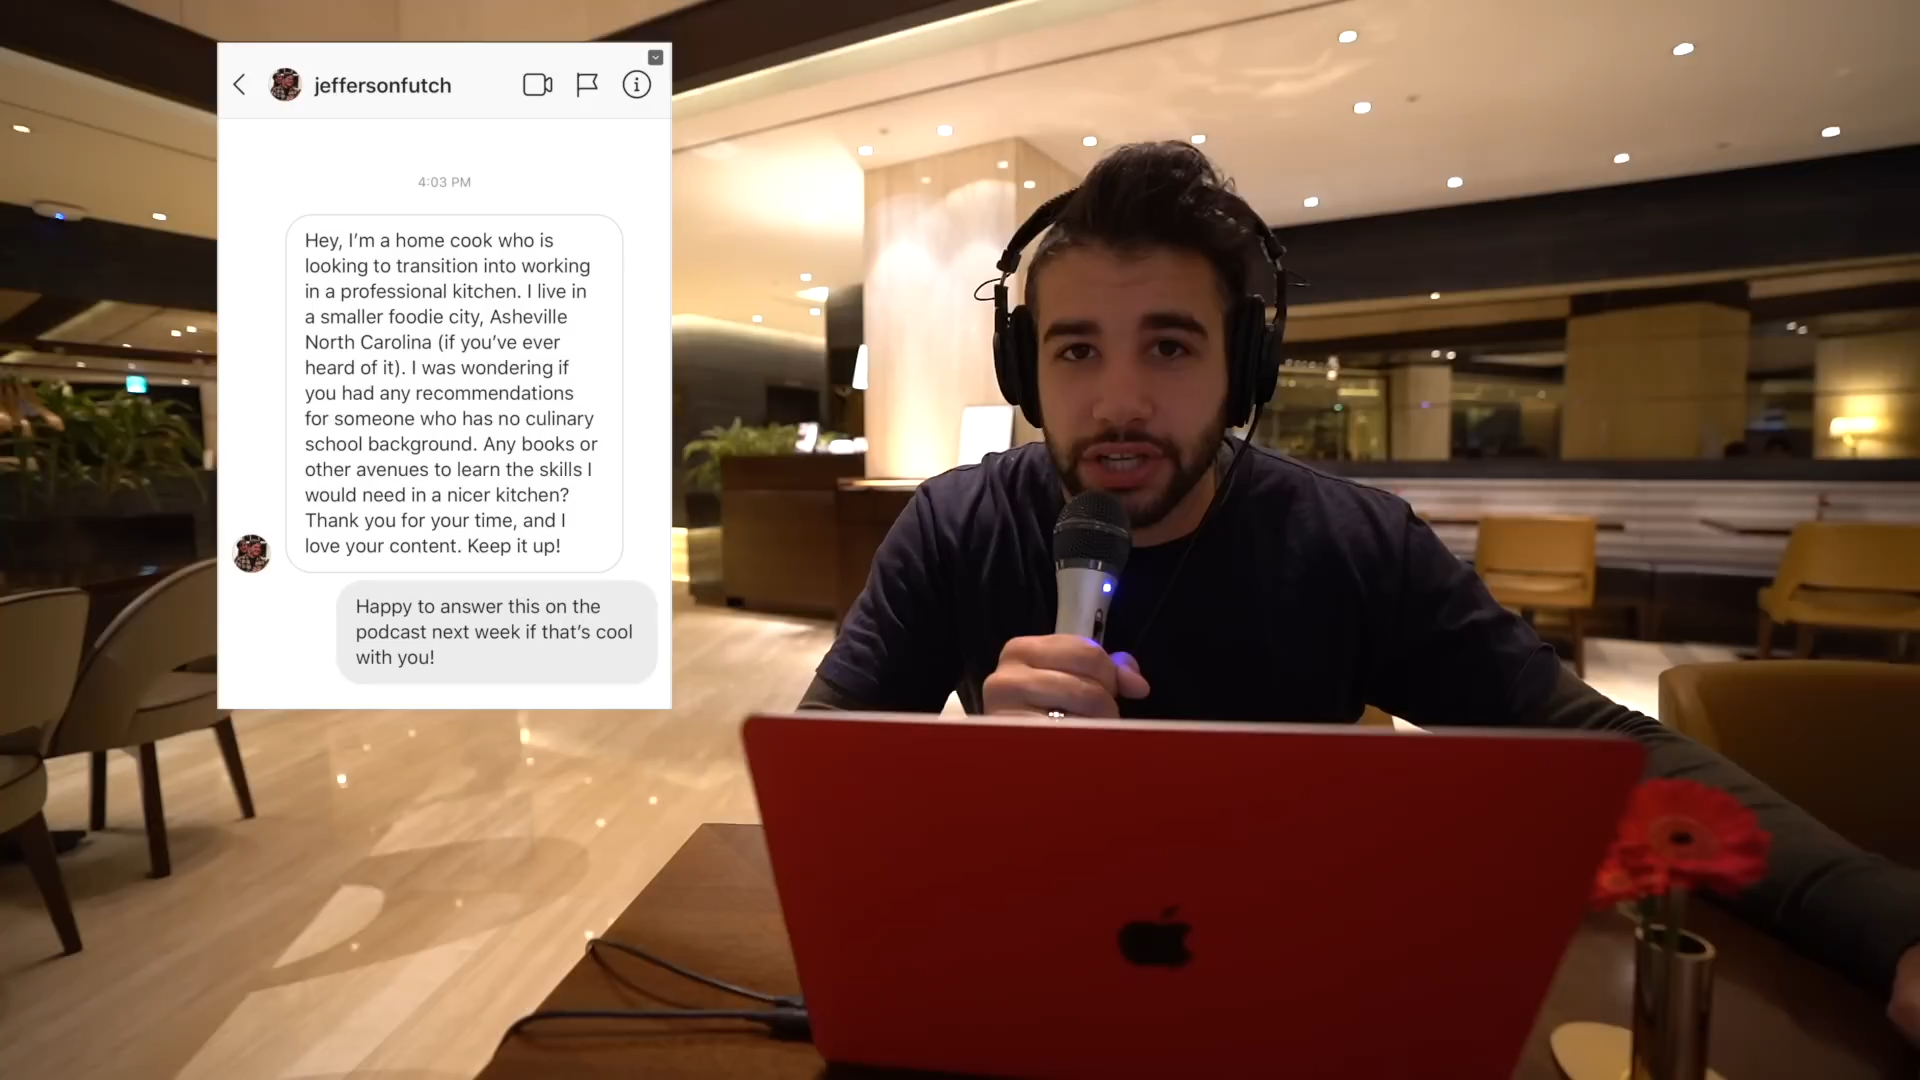 jeffersonfutch
4:03 PM
Hey, I’m a home cook who is
looking to transition into working
in a professional kitchen. I live in
a smaller foodie city, Asheville
North Carolina (if you’ve ever
heard of it). I was wondering if
you had any recommendations
for someone who has no culinary
school background. Any books or
other avenues to learn the skills I
would need in a nicer kitchen?
Thank you for your time, and I
love your content. Keep it up!
Happy to answer this on the
podcast next week if that’s cool
with you!